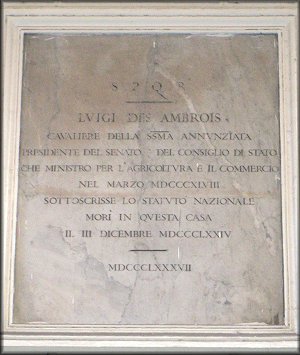 S P Q R
LVIGI DES AMBROIS
CAVALIERE DELLA SSMA ANNVNZIATA
PRESIDENTE DEL SENATO E DEL CONSIGLIO DI STATO
CHE MINISTRO PER L'AGRICOLTVRA E IL COMMERCIO
NEL MARZO MDCCCXLVIII
SOTTOSCRISSE LO STATVTO NAZIONALE
MORÌ IN QVESTA CASA
IL III DICEMBRE MDCCCLXXIV
MDCCCLXXXVII